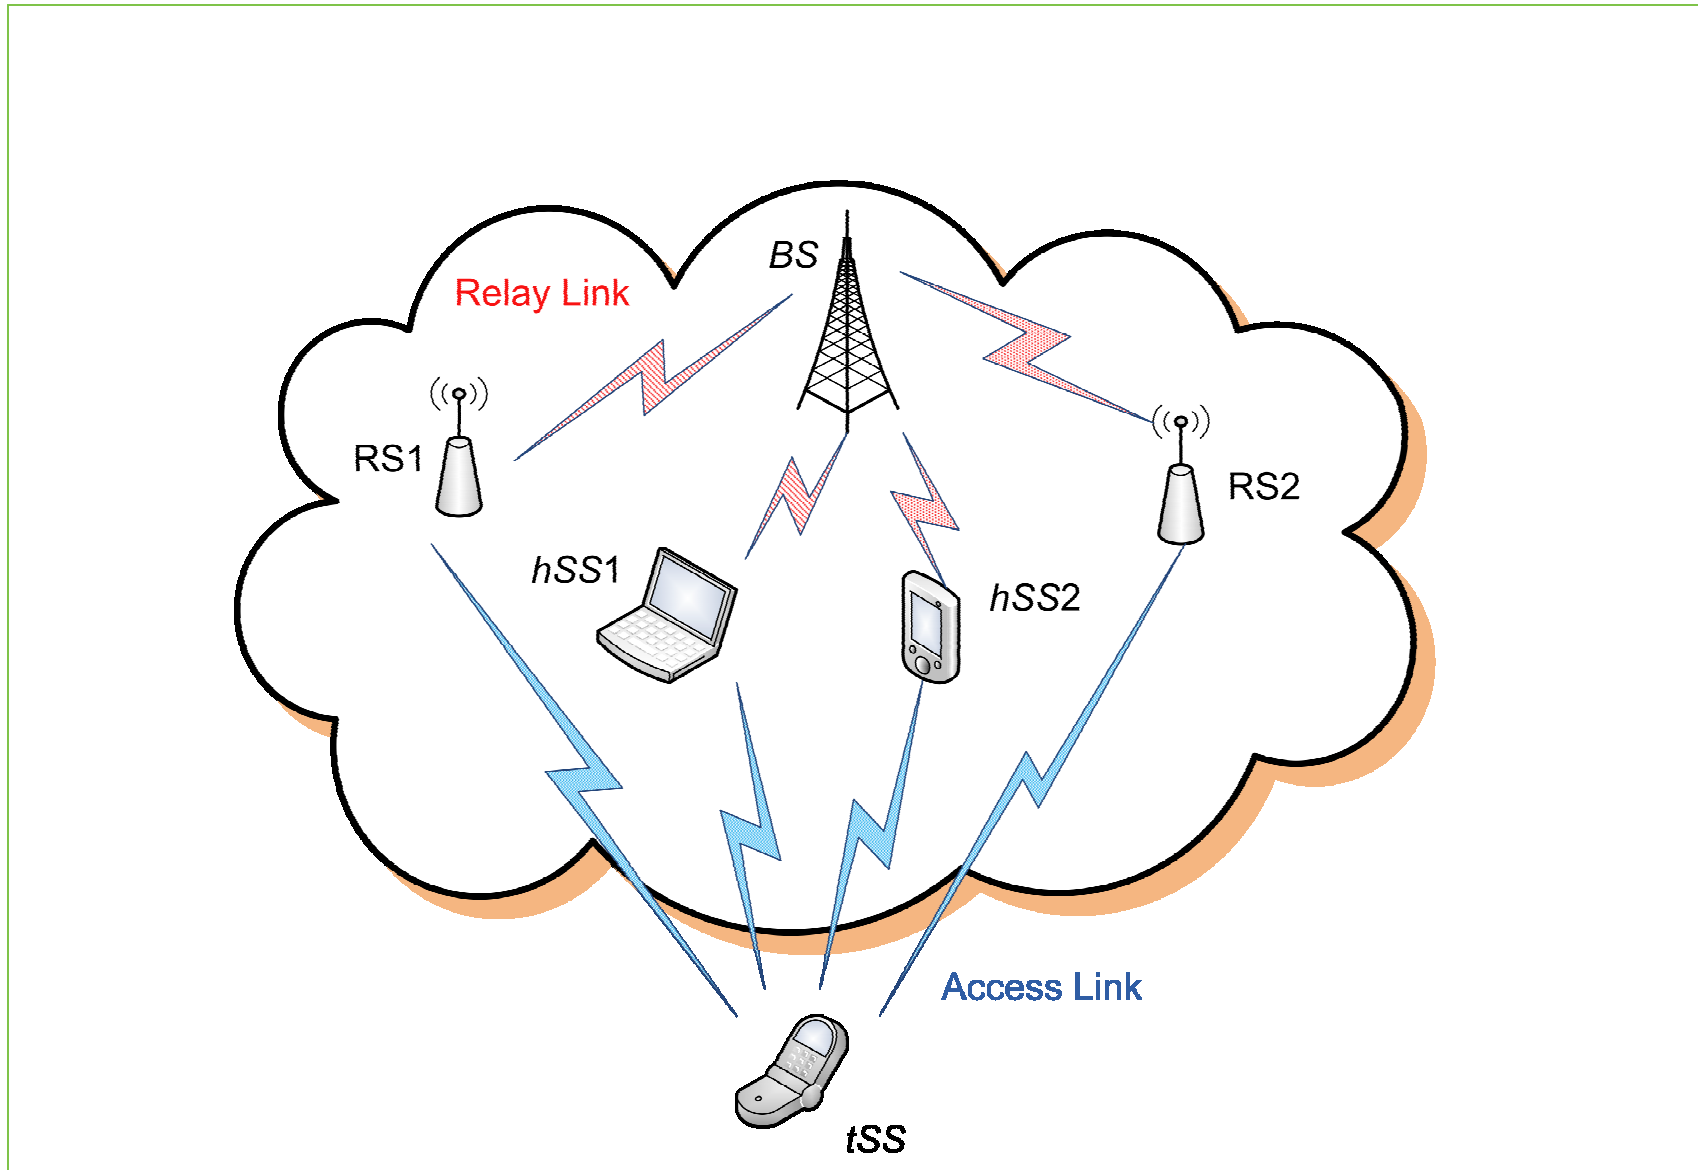 BS
Relay Link
RS1
RS2
hSS1
hSS2
Access Link
tSS